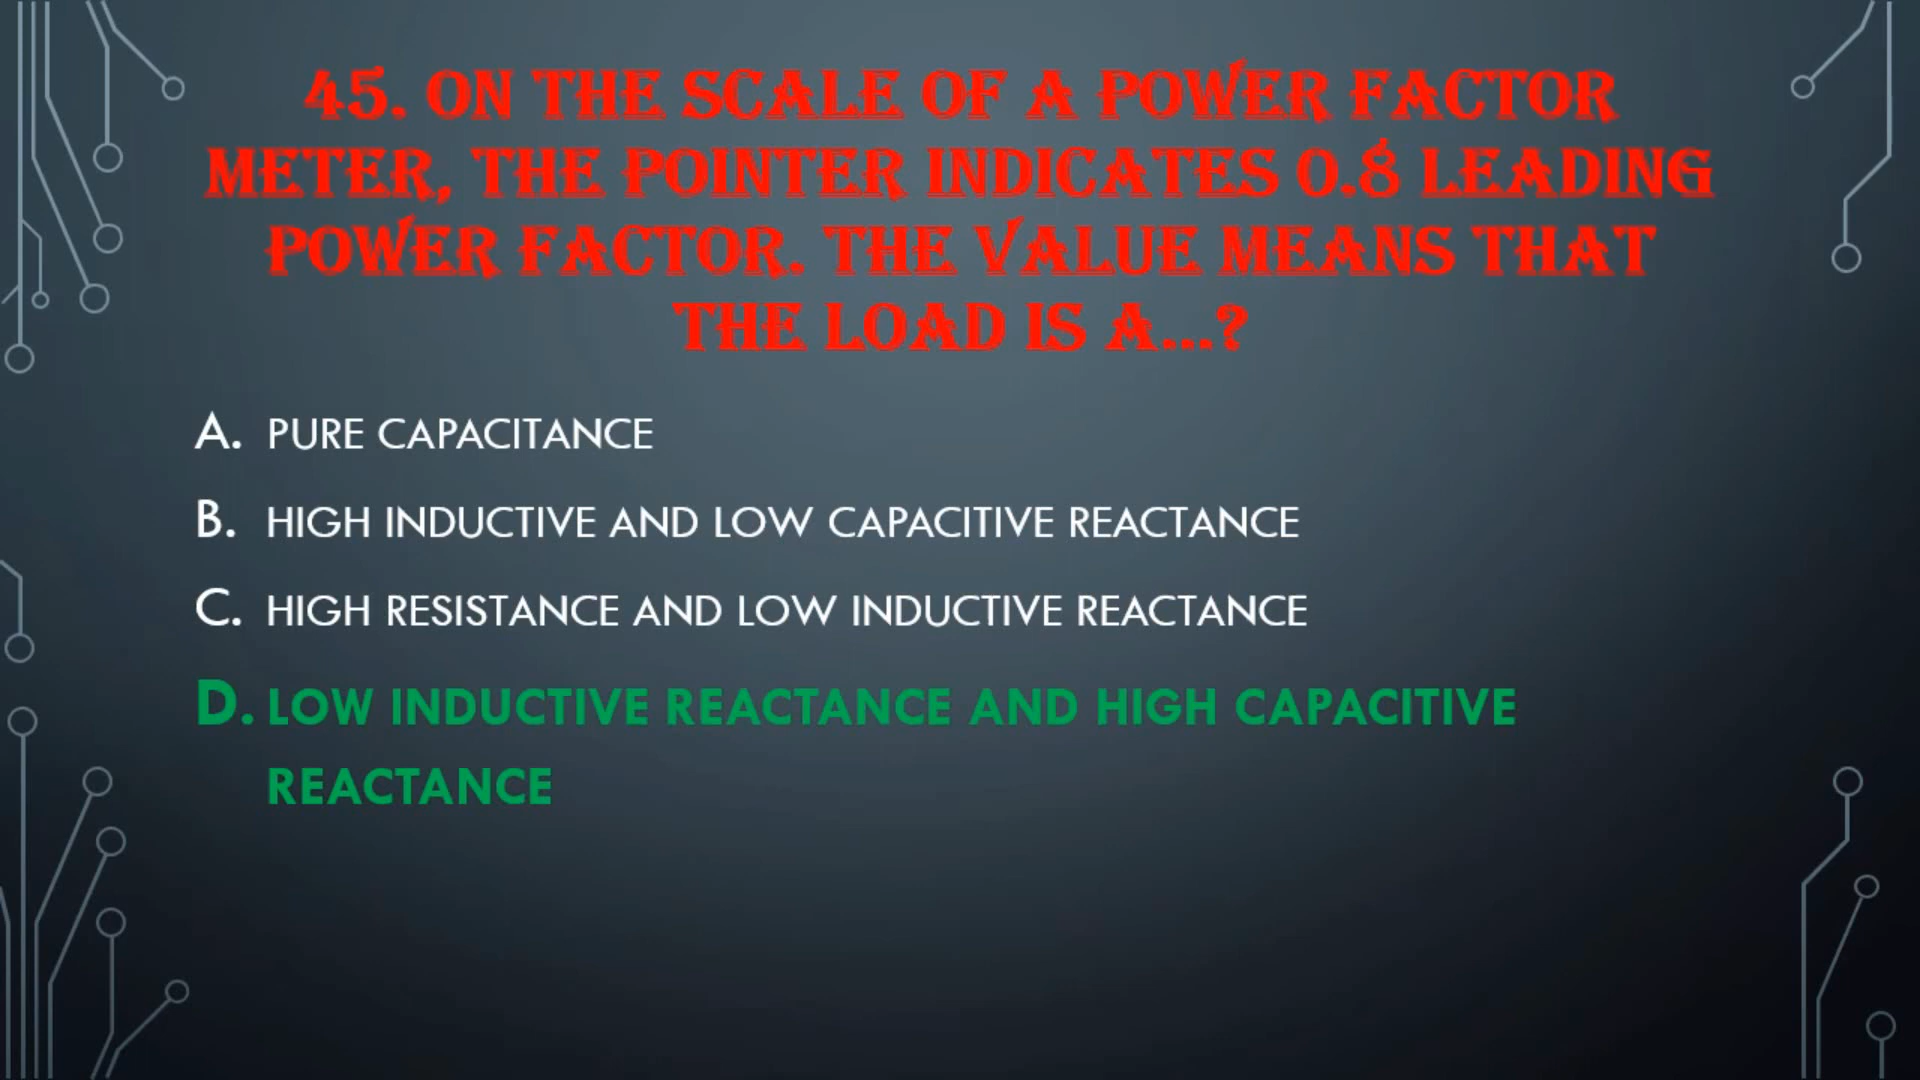 45. ON THE SCALE OF A POWER FACTOR
METER, THE POINTER INDICATES 0.8 LEADING
POWER FACTOR. THE VALUE MEANS THAT
THE LOAD IS A...?
A. PURE CAPACITANCE
B. HIGH INDUCTIVE AND LOW CAPACITIVE REACTANCE
C. HIGH RESISTANCE AND LOW INDUCTIVE REACTANCE
D. LOW INDUCTIVE REACTANCE AND HIGH CAPACITIVE
REACTANCE